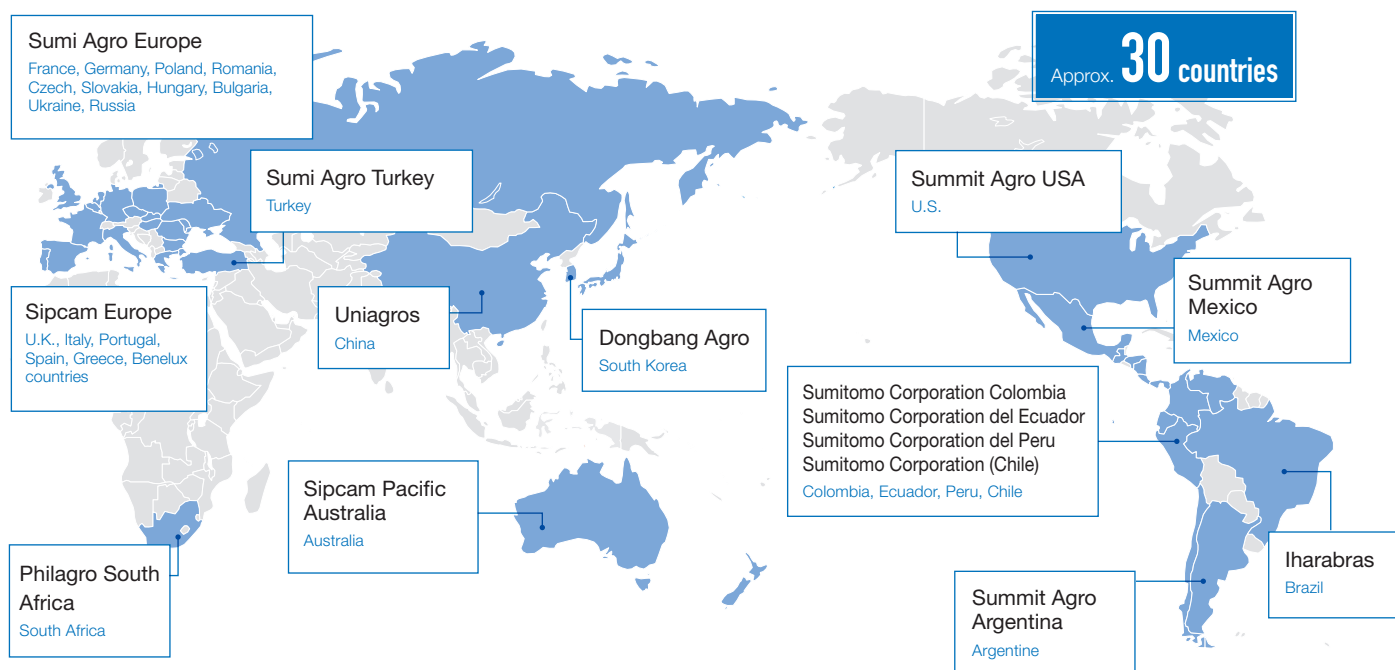 Sumi Agro Europe
France, Germany, Poland, Romania,
Czech, Slovakia, Hungary, Bulgaria,
Ukraine, Russia
Approx. 30 countries
Sumi Agro Turkey
Turkey
Summit Agro USA
U.S.
Sipcam Europe
U.K., Italy, Portugal,
Spain, Greece, Benelux
countries
Uniagros
China
Dongbang Agro
South Korea
Summit Agro
Mexico
Mexico
Sumitomo Corporation Colombia
Sumitomo Corporation del Ecuador
Sumitomo Corporation del Peru
Sumitomo Corporation (Chile)
Colombia, Ecuador, Peru, Chile
Sipcam Pacific
Australia
Australia
Philagro South
Africa
South Africa
Summit Agro
Argentina
Argentine
Iharabras
Brazil